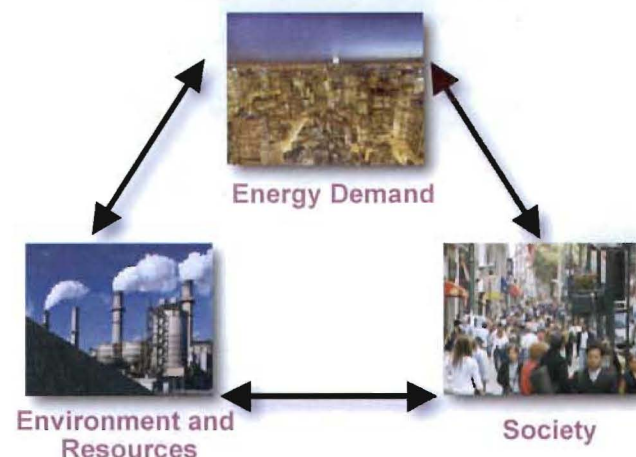 Energy Demand
Environment and
Resources
Society